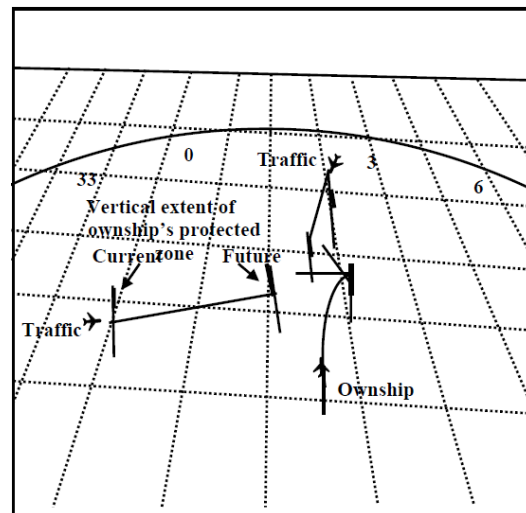 0
Traffic
3
33
6
Vertical extent of
ownship's protected
Current zone Future
Traffic
Ownship